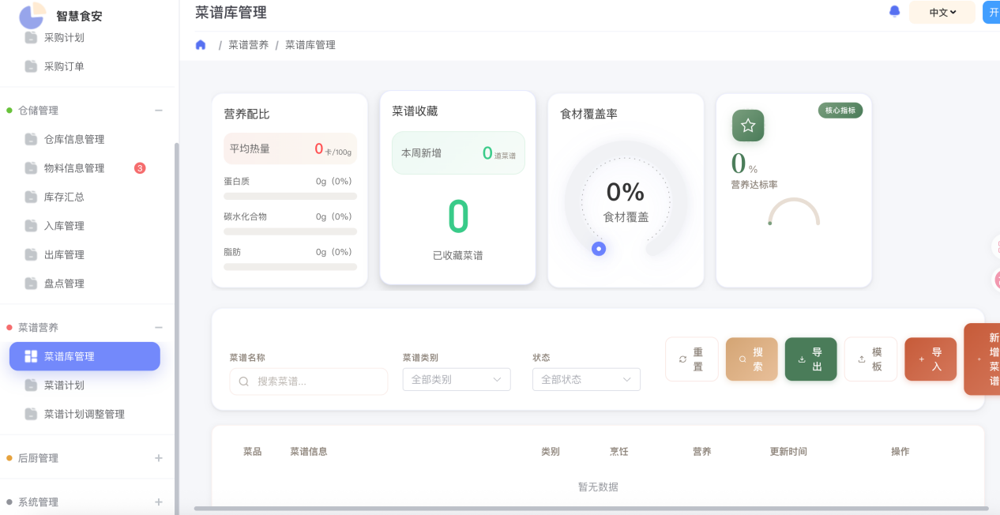 智慧食安
采购计划
采购订单
仓储管理
仓库信息管理
物料信息管理 3
库存汇总
入库管理
出库管理
盘点管理
菜谱营养
菜谱库管理
菜谱计划
菜谱计划调整管理
后厨管理
系统管理
菜谱库管理
中文
开
/ 菜谱营养 / 菜谱库管理
营养配比
平均热量 0 卡/100g
蛋白质 0g (0%)
碳水化合物 0g (0%)
脂肪 0g (0%)
菜谱收藏
本周新增 0 道菜谱
0
已收藏菜谱
食材覆盖率
0%
食材覆盖
核心指标
0 %
营养达标率
菜谱名称
搜索菜谱...
菜谱类别
全部类别
状态
全部状态
重
置
搜
索
导
出
模
板
导
入
新
增
菜
谱
菜品 菜谱信息 类别 烹饪 营养 更新时间 操作
暂无数据